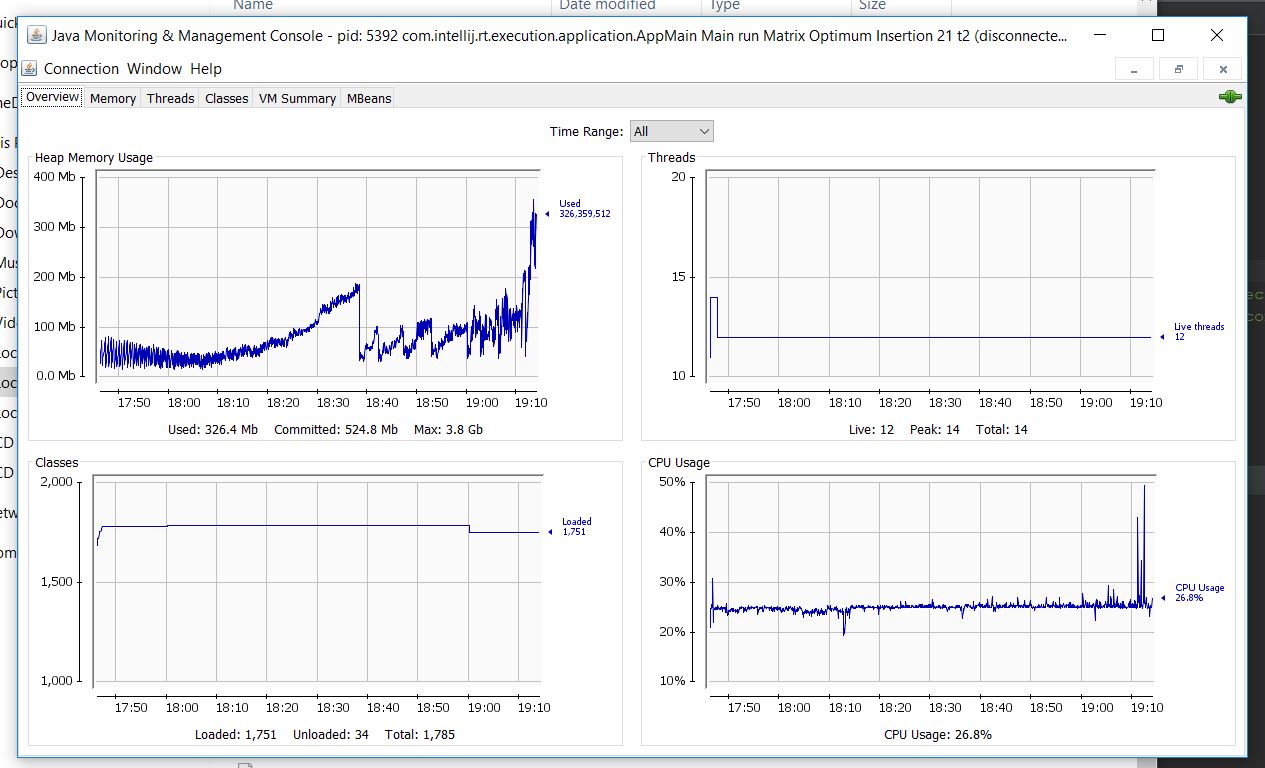 Name Date modified Type Size
Java Monitoring & Management Console - pid: 5392 com.intellij.rt.execution.application.AppMain Main run Matrix Optimum Insertion 21 t2 (disconnecte...
Connection Window Help
Overview Memory Threads Classes VM Summary MBeans
Time Range: All
Heap Memory Usage
400 Mb
300 Mb
200 Mb
100 Mb
0.0 Mb
Used
326,359,512
17:50 18:00 18:10 18:20 18:30 18:40 18:50 19:00 19:10
Used: 326.4 Mb Committed: 524.8 Mb Max: 3.8 Gb
Threads
20
15
10
Live threads
12
17:50 18:00 18:10 18:20 18:30 18:40 18:50 19:00 19:10
Live: 12 Peak: 14 Total: 14
Classes
2,000
1,500
1,000
Loaded
1,751
17:50 18:00 18:10 18:20 18:30 18:40 18:50 19:00 19:10
Loaded: 1,751 Unloaded: 34 Total: 1,785
CPU Usage
50%
40%
30%
20%
10%
CPU Usage
26.8%
17:50 18:00 18:10 18:20 18:30 18:40 18:50 19:00 19:10
CPU Usage: 26.8%